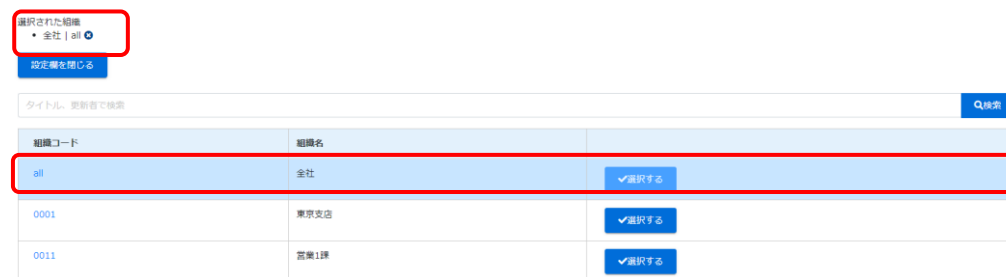 選択された組織
• 全社 | all
設定欄を閉じる
タイトル、更新者で検索
検索
組織コード 組織名
all 全社 選択する
0001 東京支店 選択する
0011 営業1課 選択する